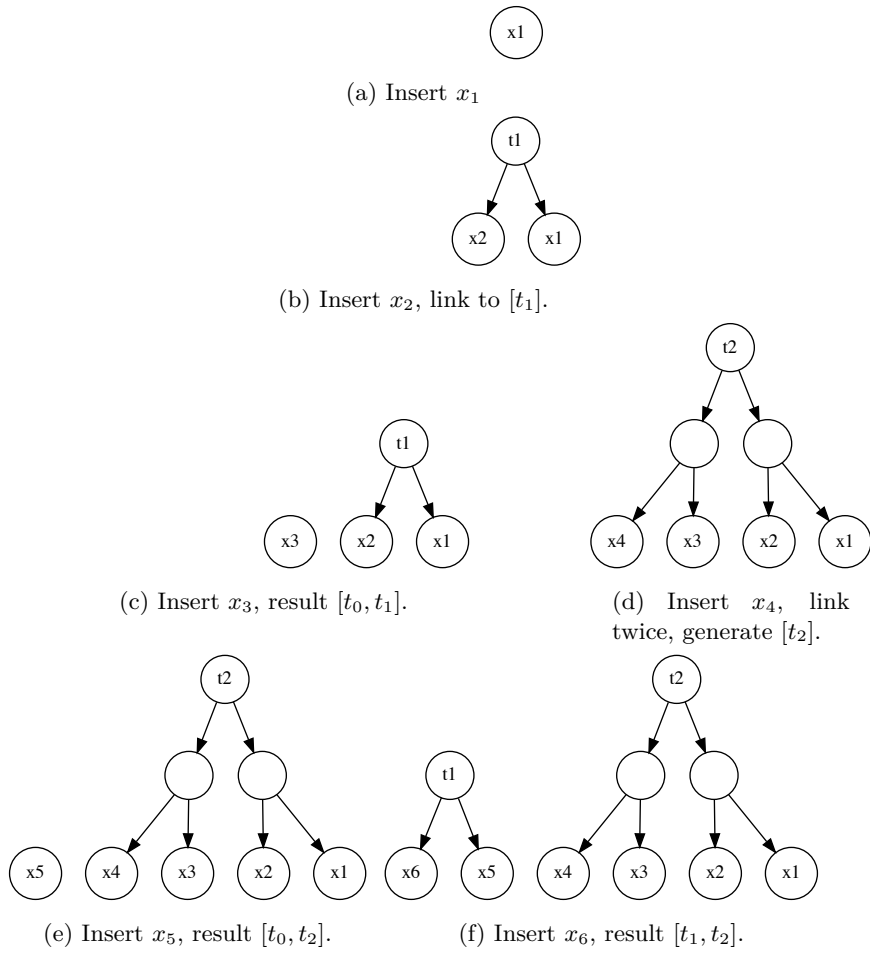 x1
(a) Insert x₁
t1
x2 x1
(b) Insert x₂, link to [t₁].
t2
t1
x3 x2 x1 x4 x3 x2 x1
(c) Insert x₃, result [t₀, t₁].
(d) Insert x₄, link
twice, generate [t₂].
t2 t2
t1
x5 x4 x3 x2 x1 x6 x5 x4 x3 x2 x1
(e) Insert x₅, result [t₀, t₂].
(f) Insert x₆, result [t₁, t₂].